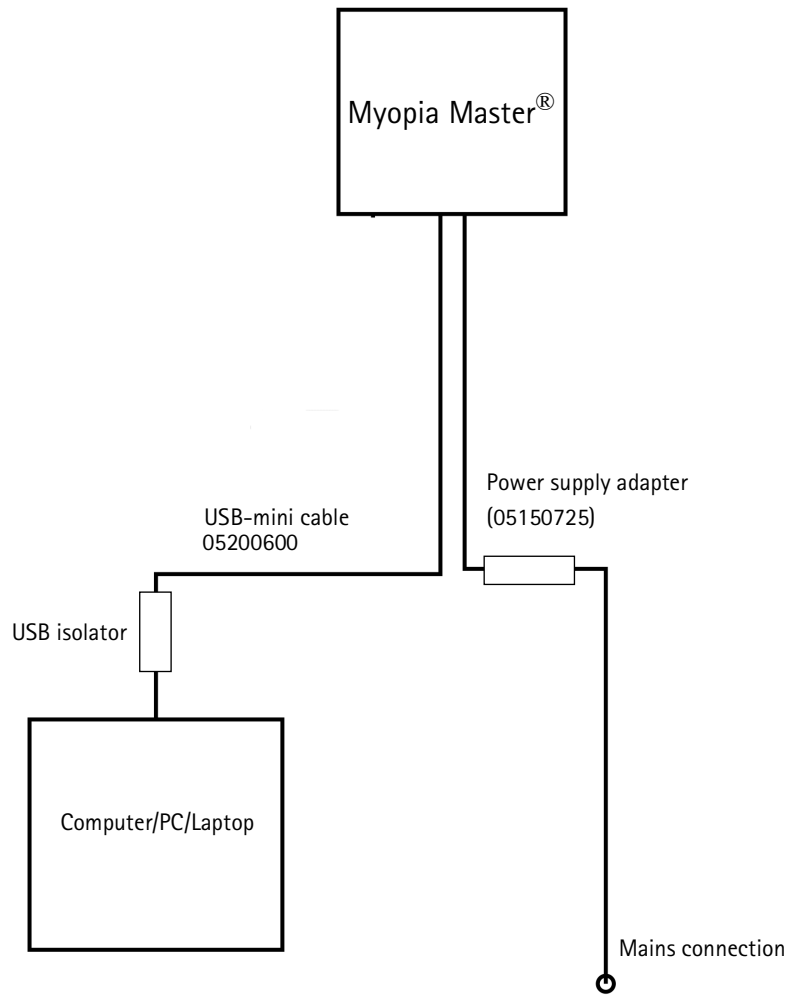 Myopia Master®
Power supply adapter
(05150725)
USB-mini cable
05200600
USB isolator
Computer/PC/Laptop
Mains connection